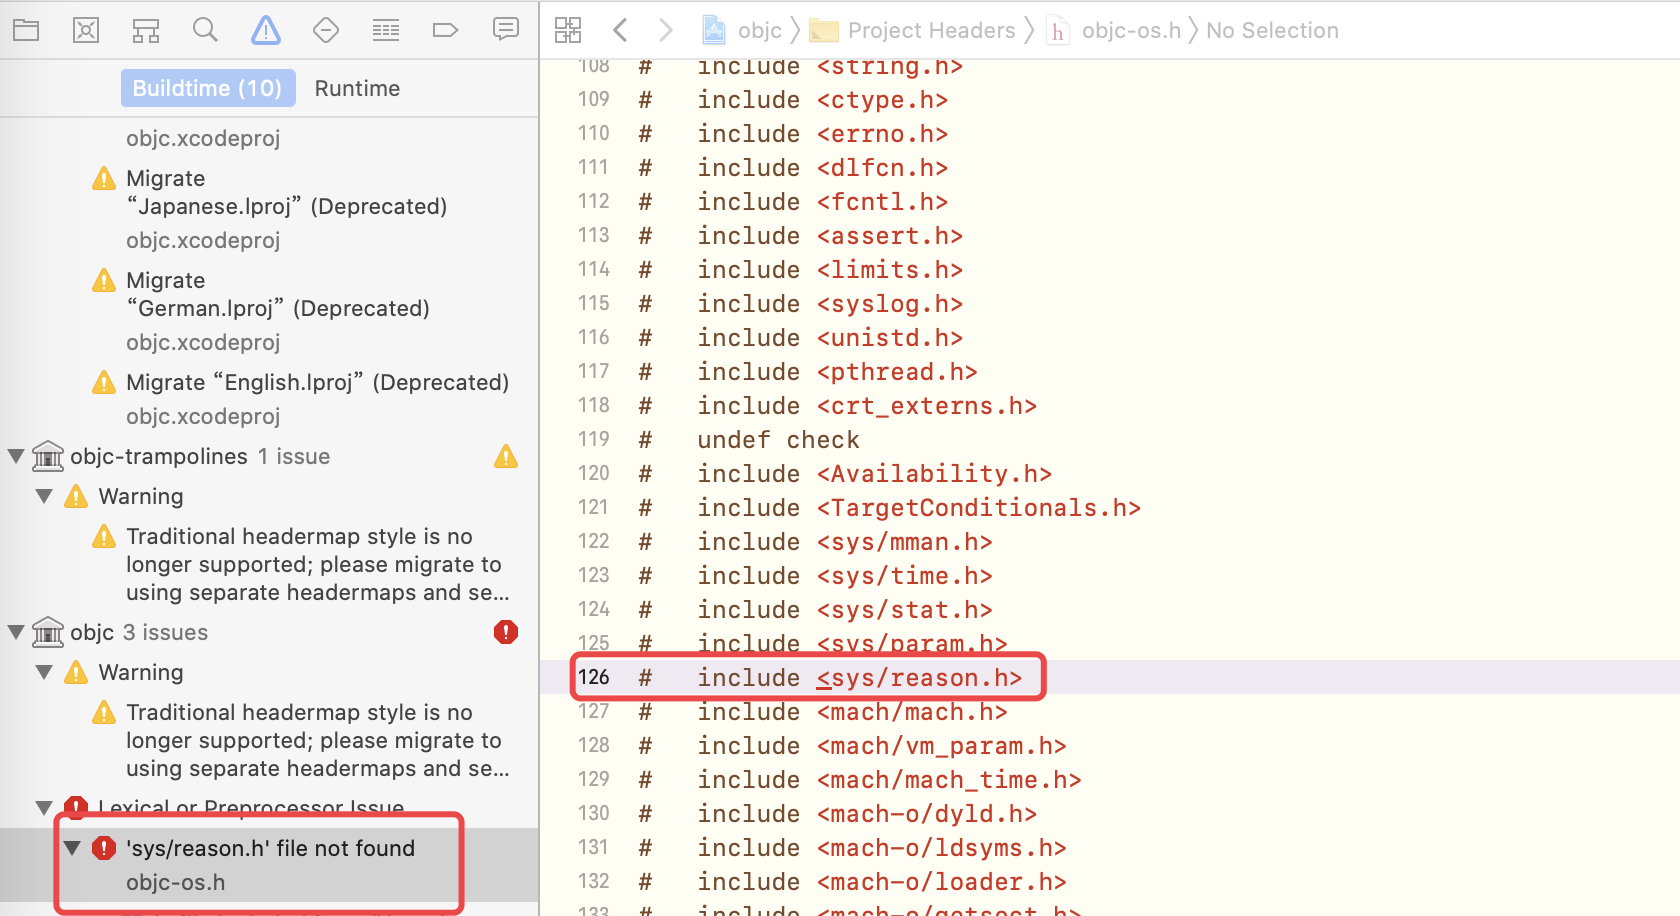 objc
Project Headers
objc-os.h
No Selection
Buildtime (10)
Runtime
objc.xcodeproj
Migrate
“Japanese.lproj” (Deprecated)
objc.xcodeproj
Migrate
“German.lproj” (Deprecated)
objc.xcodeproj
Migrate “English.lproj” (Deprecated)
objc.xcodeproj
objc-trampolines 1 issue
Warning
Traditional headermap style is no
longer supported; please migrate to
using separate headermaps and se...
objc 3 issues
Warning
Traditional headermap style is no
longer supported; please migrate to
using separate headermaps and se...
Lexical or Preprocessor Issue
'sys/reason.h' file not found
objc-os.h
108 # include <string.h>
109 # include <ctype.h>
110 # include <errno.h>
111 # include <dlfcn.h>
112 # include <fcntl.h>
113 # include <assert.h>
114 # include <limits.h>
115 # include <syslog.h>
116 # include <unistd.h>
117 # include <pthread.h>
118 # include <crt_externs.h>
119 # undef check
120 # include <Availability.h>
121 # include <TargetConditionals.h>
122 # include <sys/mman.h>
123 # include <sys/time.h>
124 # include <sys/stat.h>
125 # include <sys/param.h>
126 # include <sys/reason.h>
127 # include <mach/mach.h>
128 # include <mach/vm_param.h>
129 # include <mach/mach_time.h>
130 # include <mach-o/dyld.h>
131 # include <mach-o/ldsyms.h>
132 # include <mach-o/loader.h>
133 # include <mach-o/getsect.h>